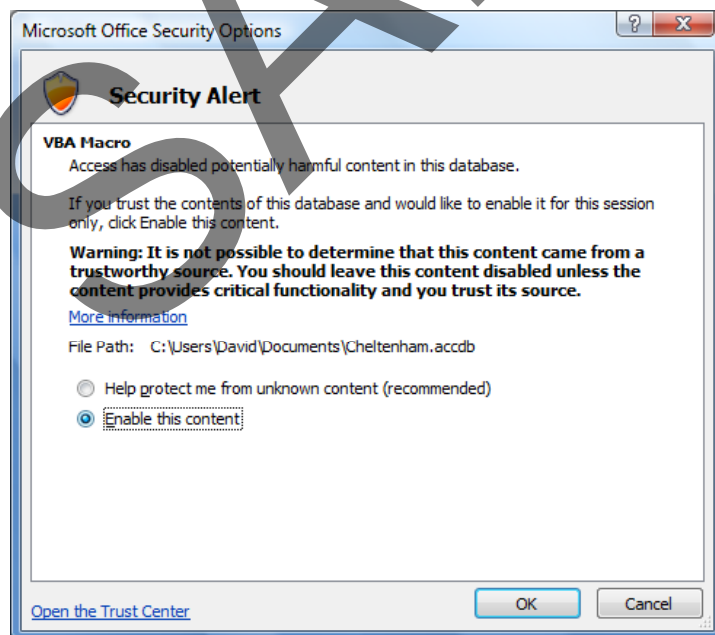 Microsoft Office Security Options
Security Alert
VBA Macro
Access has disabled potentially harmful content in this database.
If you trust the contents of this database and would like to enable it for this session
only, click Enable this content.
Warning: It is not possible to determine that this content came from a
trustworthy source. You should leave this content disabled unless the
content provides critical functionality and you trust its source.
More information
File Path: C:\Users\David\Documents\Cheltenham.accdb
Help protect me from unknown content (recommended)
Enable this content
Open the Trust Center
OK
Cancel